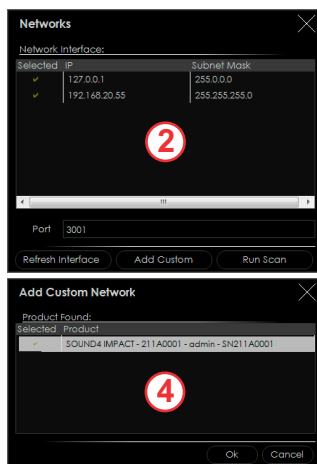 Networks
Network Interface:
Selected IP Subnet Mask
127.0.0.1 255.0.0.0
192.168.20.55 255.255.255.0
2
Port 3001
Refresh Interface Add Custom Run Scan
Add Custom Network
Product Found:
Selected Product
SOUND4 IMPACT - 211A0001 - admin - SN211A0001
4
Ok Cancel